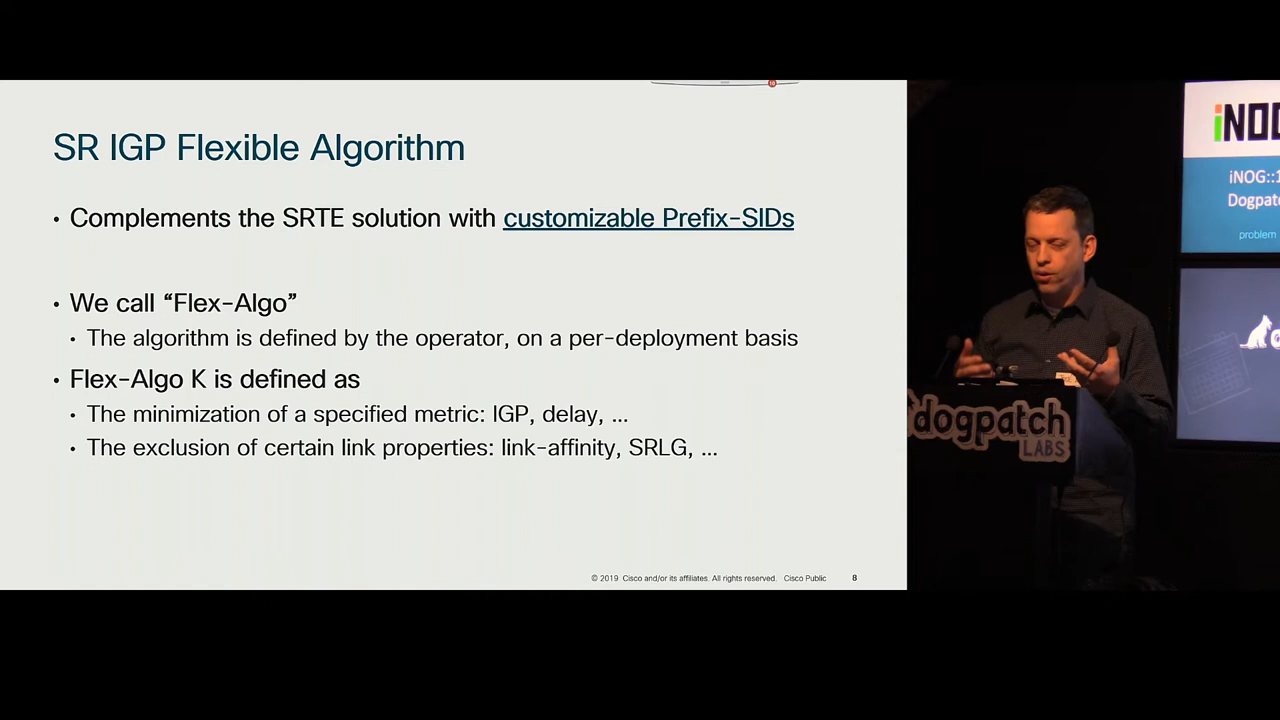 SR IGP Flexible Algorithm
• Complements the SRTE solution with customizable Prefix-SIDs
• We call “Flex-Algo”
• The algorithm is defined by the operator, on a per-deployment basis
• Flex-Algo K is defined as
• The minimization of a specified metric: IGP, delay, ...
• The exclusion of certain link properties: link-affinity, SRLG, ...
© 2019 Cisco and/or its affiliates. All rights reserved. Cisco Public 8
iNOG::
Dogpatch
problem
dogpatch
LABS